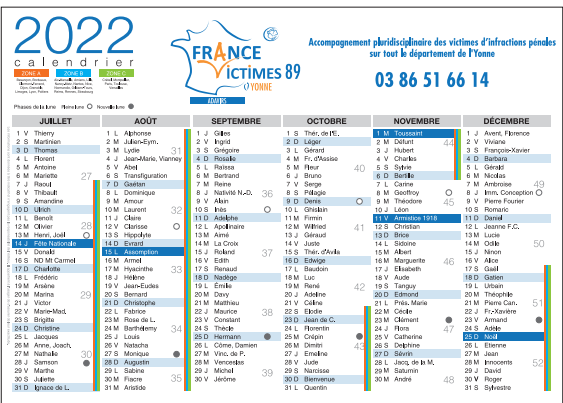 2022
calendrier
ZONE A
ZONE B
ZONE C
Phases de la lune Pleine lune Nouvelle lune
FRANCE
VICTIMES 89
YONNE
ADAVIRS
Accompagnement pluridisciplinaire des victimes d'infractions pénales
sur tout le département de l'Yonne
03 86 51 66 14
JUILLET
1 V Thierry
2 S Martinien
3 D Thomas
4 L Florent
5 M Antoine
6 M Mariette 27
7 J Raoul
8 V Thibault
9 S Amandine
10 D Ulrich
11 L Benoît
12 M Olivier 28
13 M Henri, Joël
14 J Fête Nationale
15 V Donald
16 S ND Mt Carmel
17 D Charlotte
18 L Frédéric
19 M Arsène
20 M Marina 29
21 J Victor
22 V Marie-Mad.
23 S Brigitte
24 D Christine
25 L Jacques
26 M Anne, Joach.
27 M Nathalie 30
28 J Samson
29 V Marthe
30 S Juliette
31 D Ignace de L.
AOÛT
1 L Alphonse
2 M Julien-Eym.
3 M Lydie 31
4 J Jean-Marie, Vianney
5 V Abel
6 S Transfiguration
7 D Gaétan
8 L Dominique
9 M Amour
10 M Laurent 32
11 J Claire
12 V Clarisse
13 S Hippolyte
14 D Evrard
15 L Assomption
16 M Armel
17 M Hyacinthe 33
18 J Hélène
19 V Jean-Eudes
20 S Bernard
21 D Christophe
22 L Fabrice
23 M Rose de L.
24 M Barthélemy 34
25 J Louis
26 V Natacha
27 S Monique
28 D Augustin
29 L Sabine
30 M Fiacre 35
31 M Aristide
SEPTEMBRE
1 J Gilles
2 V Ingrid
3 S Grégoire
4 D Rosalie
5 L Raïssa
6 M Bertrand
7 M Reine
8 J Nativité N.-D. 36
9 V Alain
10 S Inès
11 D Adelphe
12 L Apollinaire
13 M Aimé
14 M La Croix
15 J Roland 37
16 V Edith
17 S Renaud
18 D Nadège
19 L Émilie
20 M Davy
21 M Matthieu
22 J Maurice 38
23 V Constant
24 S Thècle
25 D Hermann
26 L Côme, Damien
27 M Vinc. de P.
28 M Venceslas
29 J Michel 39
30 V Jérôme
OCTOBRE
1 S Thér. de l'E.
2 D Léger
3 L Gérard
4 M Fr. d'Assise
5 M Fleur 40
6 J Bruno
7 V Serge
8 S Pélagie
9 D Denis
10 L Ghislain
11 M Firmin
12 M Wilfried 41
13 J Géraud
14 V Juste
15 S Thér. d'Avila
16 D Edwige
17 L Baudoin
18 M Luc
19 M René 42
20 J Adeline
21 V Céline
22 S Elodie
23 D Jean de C.
24 L Florentin
25 M Crépin
26 M Dimitri 43
27 J Emeline
28 V Jude
29 S Narcisse
30 D Bienvenue
31 L Quentin
NOVEMBRE
1 M Toussaint
2 M Défunt 44
3 J Hubert
4 V Charles
5 S Sylvie
6 D Bertille
7 L Carine
8 M Geoffroy
9 M Théodore 45
10 J Léon
11 V Armistice 1918
12 S Christian
13 D Brice
14 L Sidoine
15 M Albert
16 M Marguerite 46
17 J Elisabeth
18 V Aude
19 S Tanguy
20 D Edmond
21 L Prés. Marie
22 M Cécile
23 M Clément
24 J Flora 47
25 V Catherine
26 S Delphine
27 D Séverin
28 L Jacq. de la M.
29 M Saturnin
30 M André 48
DÉCEMBRE
1 J Avent, Florence
2 V Viviane
3 S François-Xavier
4 D Barbara
5 L Gérald
6 M Nicolas
7 M Ambroise 49
8 J Imm. Conception
9 V Pierre Fourier
10 S Romaric
11 D Daniel
12 L Jeanne F.C.
13 M Lucie
14 M Odile 50
15 J Ninon
16 V Alice
17 S Gaël
18 D Gatien
19 L Urbain
20 M Théophile
21 M Pierre Can. 51
22 J Fr.-Xavière
23 V Armand
24 S Adèle
25 D Noël
26 L Etienne
27 M Jean
28 M Innocents 52
29 J David
30 V Roger
31 S Sylvestre